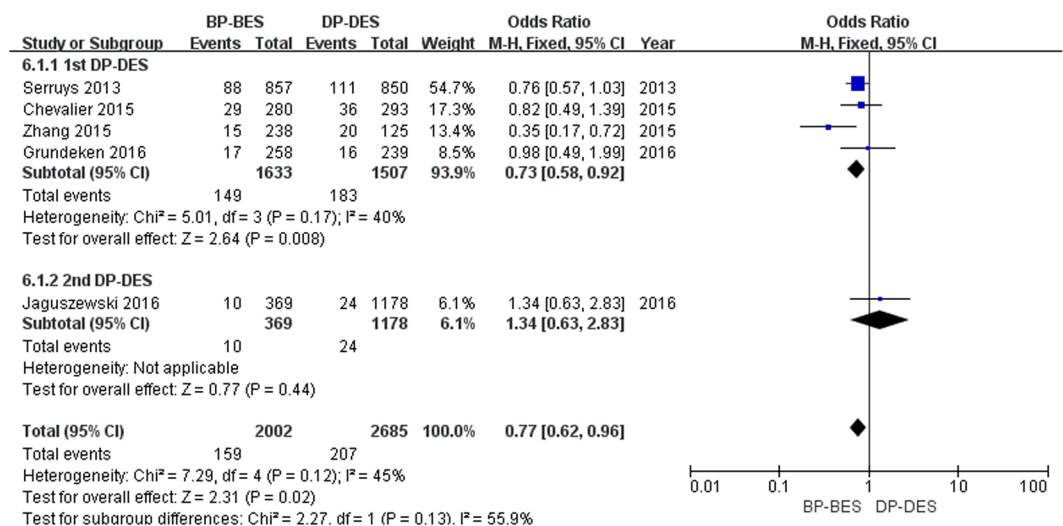 BP-BES DP-DES Odds Ratio Odds Ratio
Study or Subgroup Events Total Events Total Weight M-H, Fixed, 95% CI Year M-H, Fixed, 95% CI
6.1.1 1st DP-DES
Serruys 2013 88 857 111 850 54.7% 0.76 [0.57, 1.03] 2013
Chevalier 2015 29 280 36 293 17.3% 0.82 [0.49, 1.39] 2015
Zhang 2015 15 238 20 125 13.4% 0.35 [0.17, 0.72] 2015
Grundeken 2016 17 258 16 239 8.5% 0.98 [0.49, 1.99] 2016
Subtotal (95% CI) 1633 1507 93.9% 0.73 [0.58, 0.92]
Total events 149 183
Heterogeneity: Chi² = 5.01, df = 3 (P = 0.17); I² = 40%
Test for overall effect: Z = 2.64 (P = 0.008)
6.1.2 2nd DP-DES
Jaguszewski 2016 10 369 24 1178 6.1% 1.34 [0.63, 2.83] 2016
Subtotal (95% CI) 369 1178 6.1% 1.34 [0.63, 2.83]
Total events 10 24
Heterogeneity: Not applicable
Test for overall effect: Z = 0.77 (P = 0.44)
Total (95% CI) 2002 2685 100.0% 0.77 [0.62, 0.96]
Total events 159 207
Heterogeneity: Chi² = 7.29, df = 4 (P = 0.12); I² = 45%
Test for overall effect: Z = 2.31 (P = 0.02)
Test for subgroup differences: Chi² = 2.27, df = 1 (P = 0.13), I² = 55.9%
0.01 0.1 1 10 100
BP-BES DP-DES